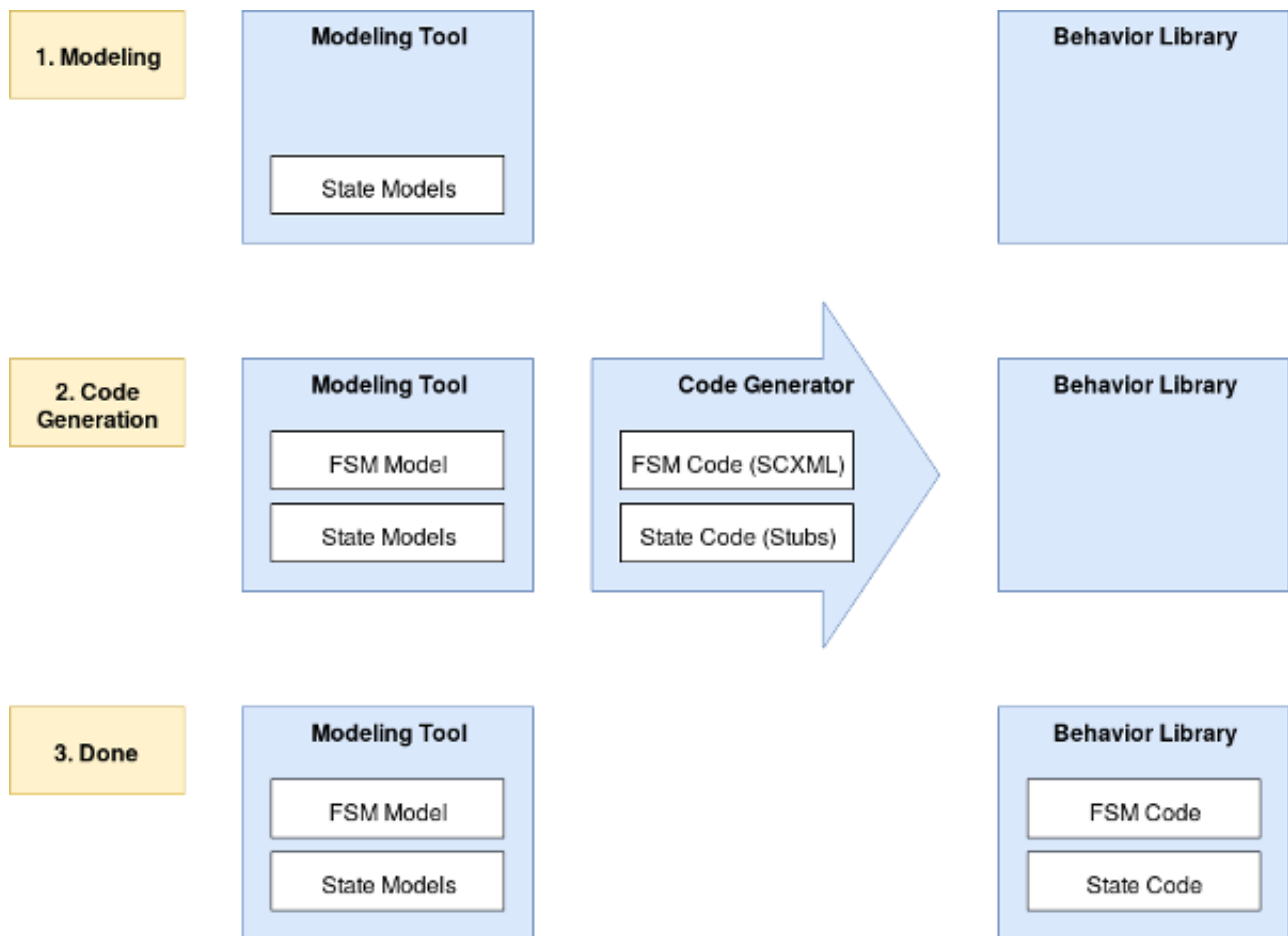 1. Modeling
Modeling Tool
State Models
Behavior Library
2. Code
Generation
Modeling Tool
FSM Model
State Models
Code Generator
FSM Code (SCXML)
State Code (Stubs)
Behavior Library
3. Done
Modeling Tool
FSM Model
State Models
Behavior Library
FSM Code
State Code